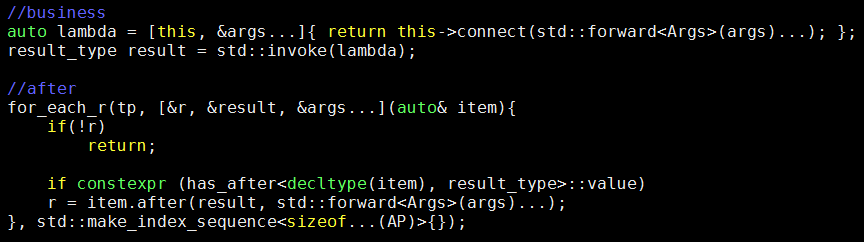 //business
auto lambda = [this, &args...]{ return this->connect(std::forward<Args>(args)...); };
result_type result = std::invoke(lambda);
//after
for_each_r(tp, [&r, &result, &args...](auto& item){
if(!r)
return;
if constexpr (has_after<decltype(item), result_type>::value)
r = item.after(result, std::forward<Args>(args)...);
}, std::make_index_sequence<sizeof...(AP)>{});